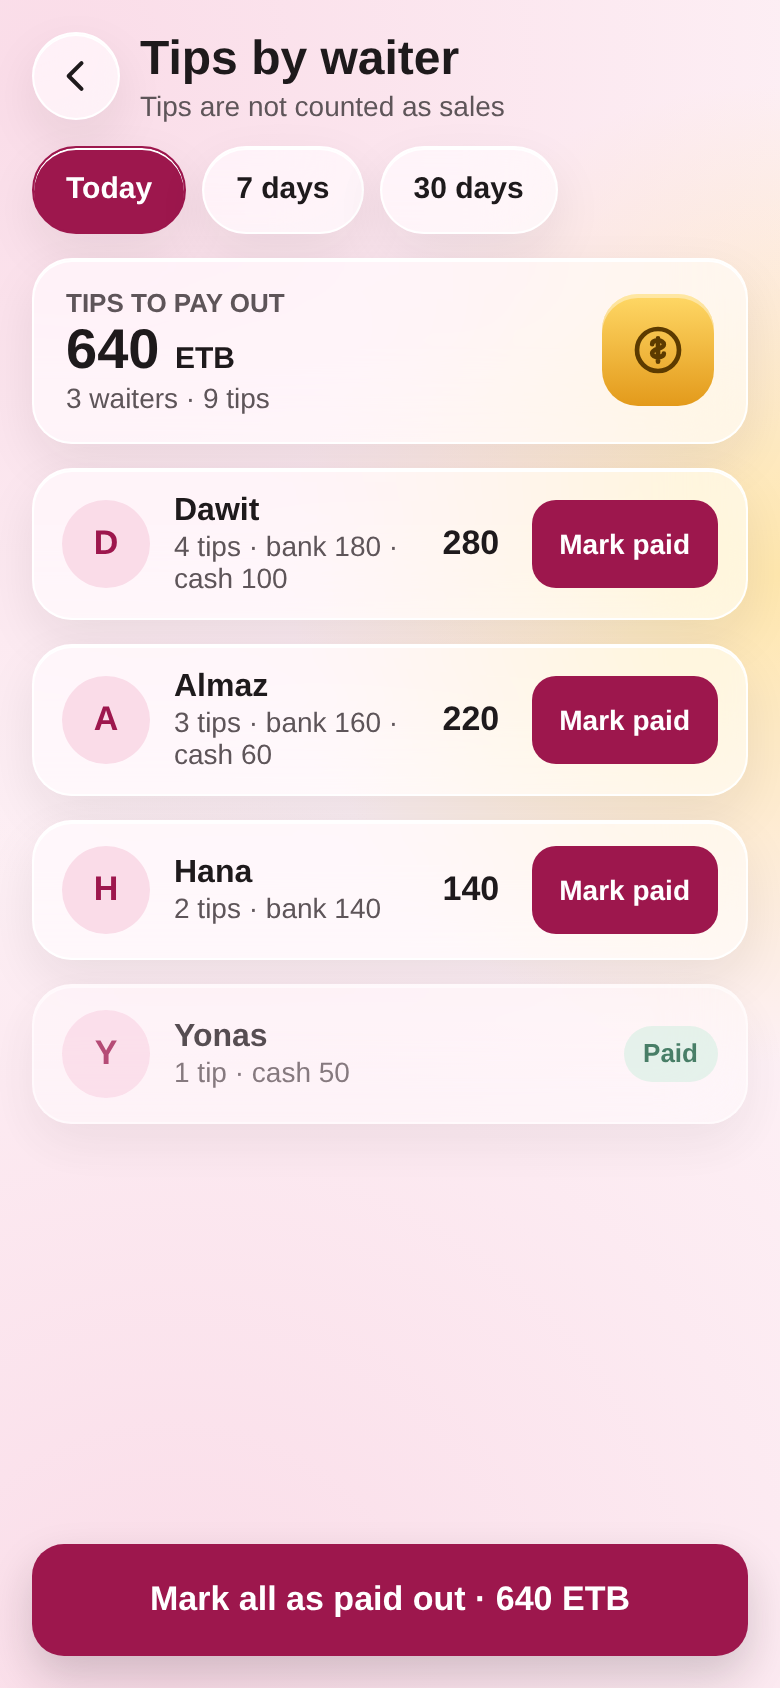 Tips by waiter
Tips are not counted as sales
Today
7 days
30 days
TIPS TO PAY OUT
640 ETB
3 waiters · 9 tips
D
Dawit
4 tips · bank 180 ·
cash 100
280
Mark paid
A
Almaz
3 tips · bank 160 ·
cash 60
220
Mark paid
H
Hana
2 tips · bank 140
140
Mark paid
Y
Yonas
1 tip · cash 50
Paid
Mark all as paid out · 640 ETB